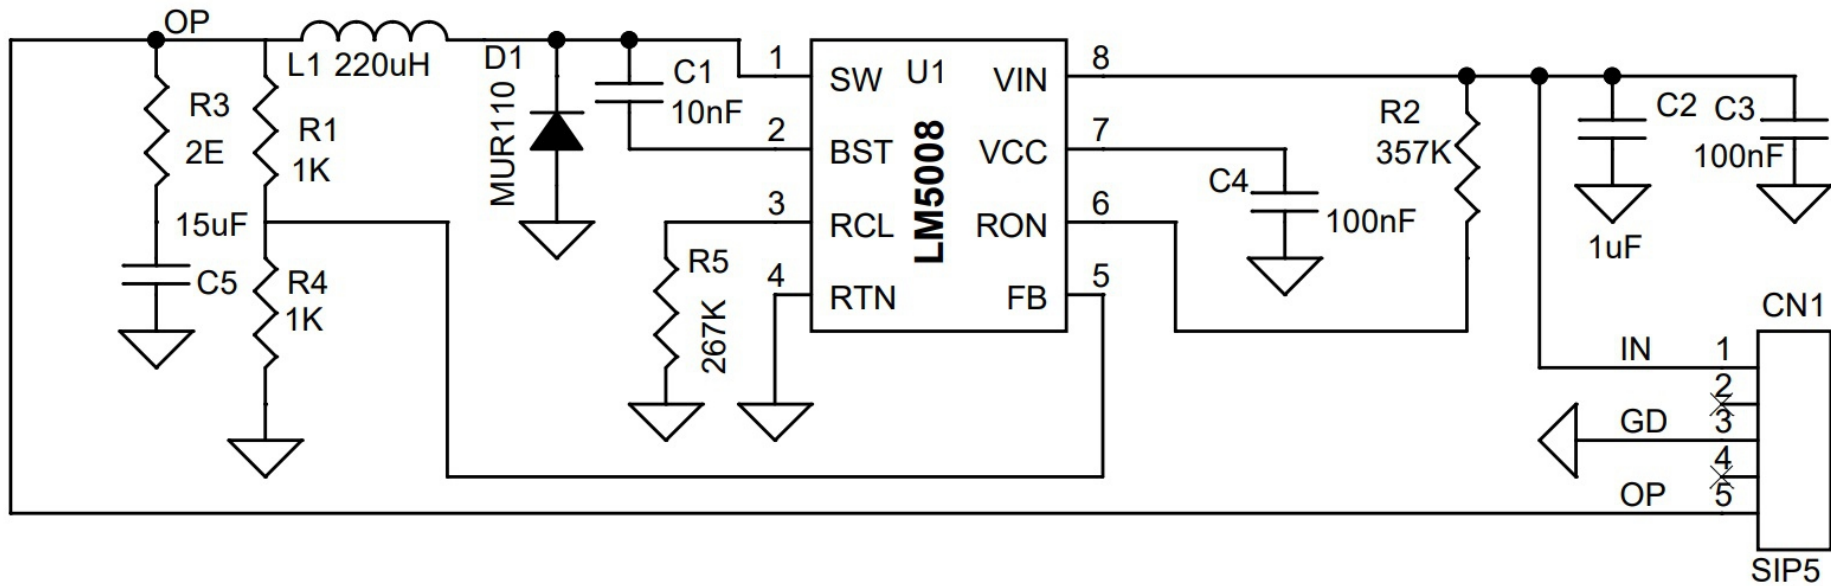 OP
L1 220uH
R3
2E
R1
1K
15uF
C5
R4
1K
D1
MUR110
C1
10nF
1
2
3
4
R5
267K
U1
LM5008
SW
BST
RCL
RTN
VIN
VCC
RON
FB
8
7
6
5
C4
100nF
R2
357K
C2
1uF
C3
100nF
CN1
IN 1
2
GD 3
4
OP 5
SIP5